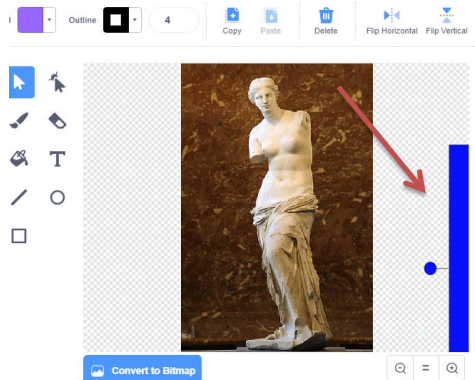 Outline 4
Copy Paste Delete Flip Horizontal Flip Vertical
T
Convert to Bitmap
=